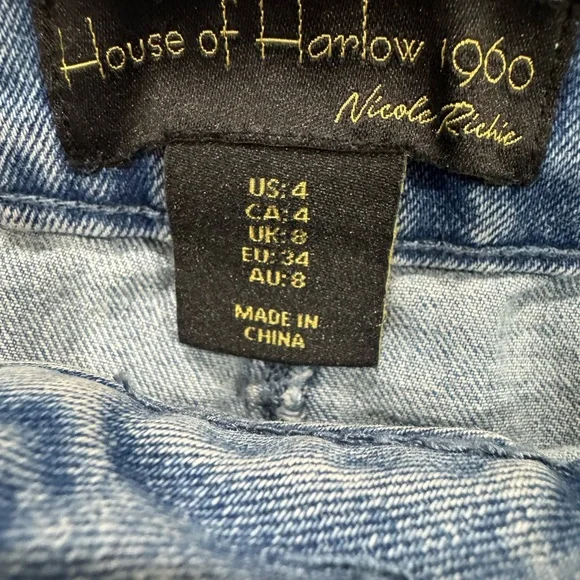 House of Harlow 1960
Nicole Richie
US: 4
CA: 4
UK: 8
EU: 34
AU: 8
MADE IN
CHINA